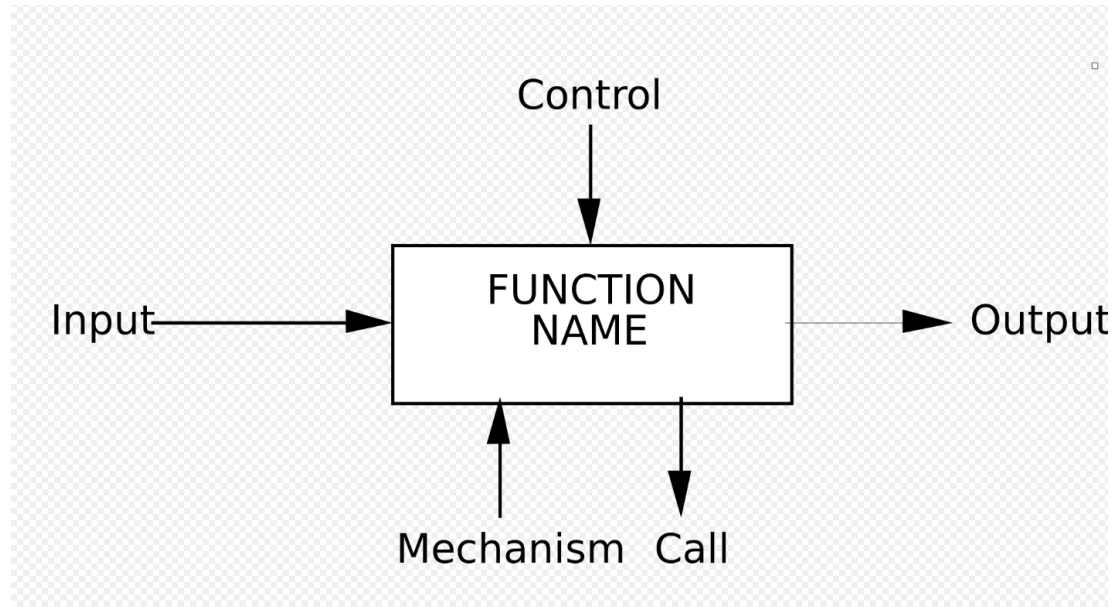 Control
FUNCTION
NAME
Input
Output
Mechanism
Call